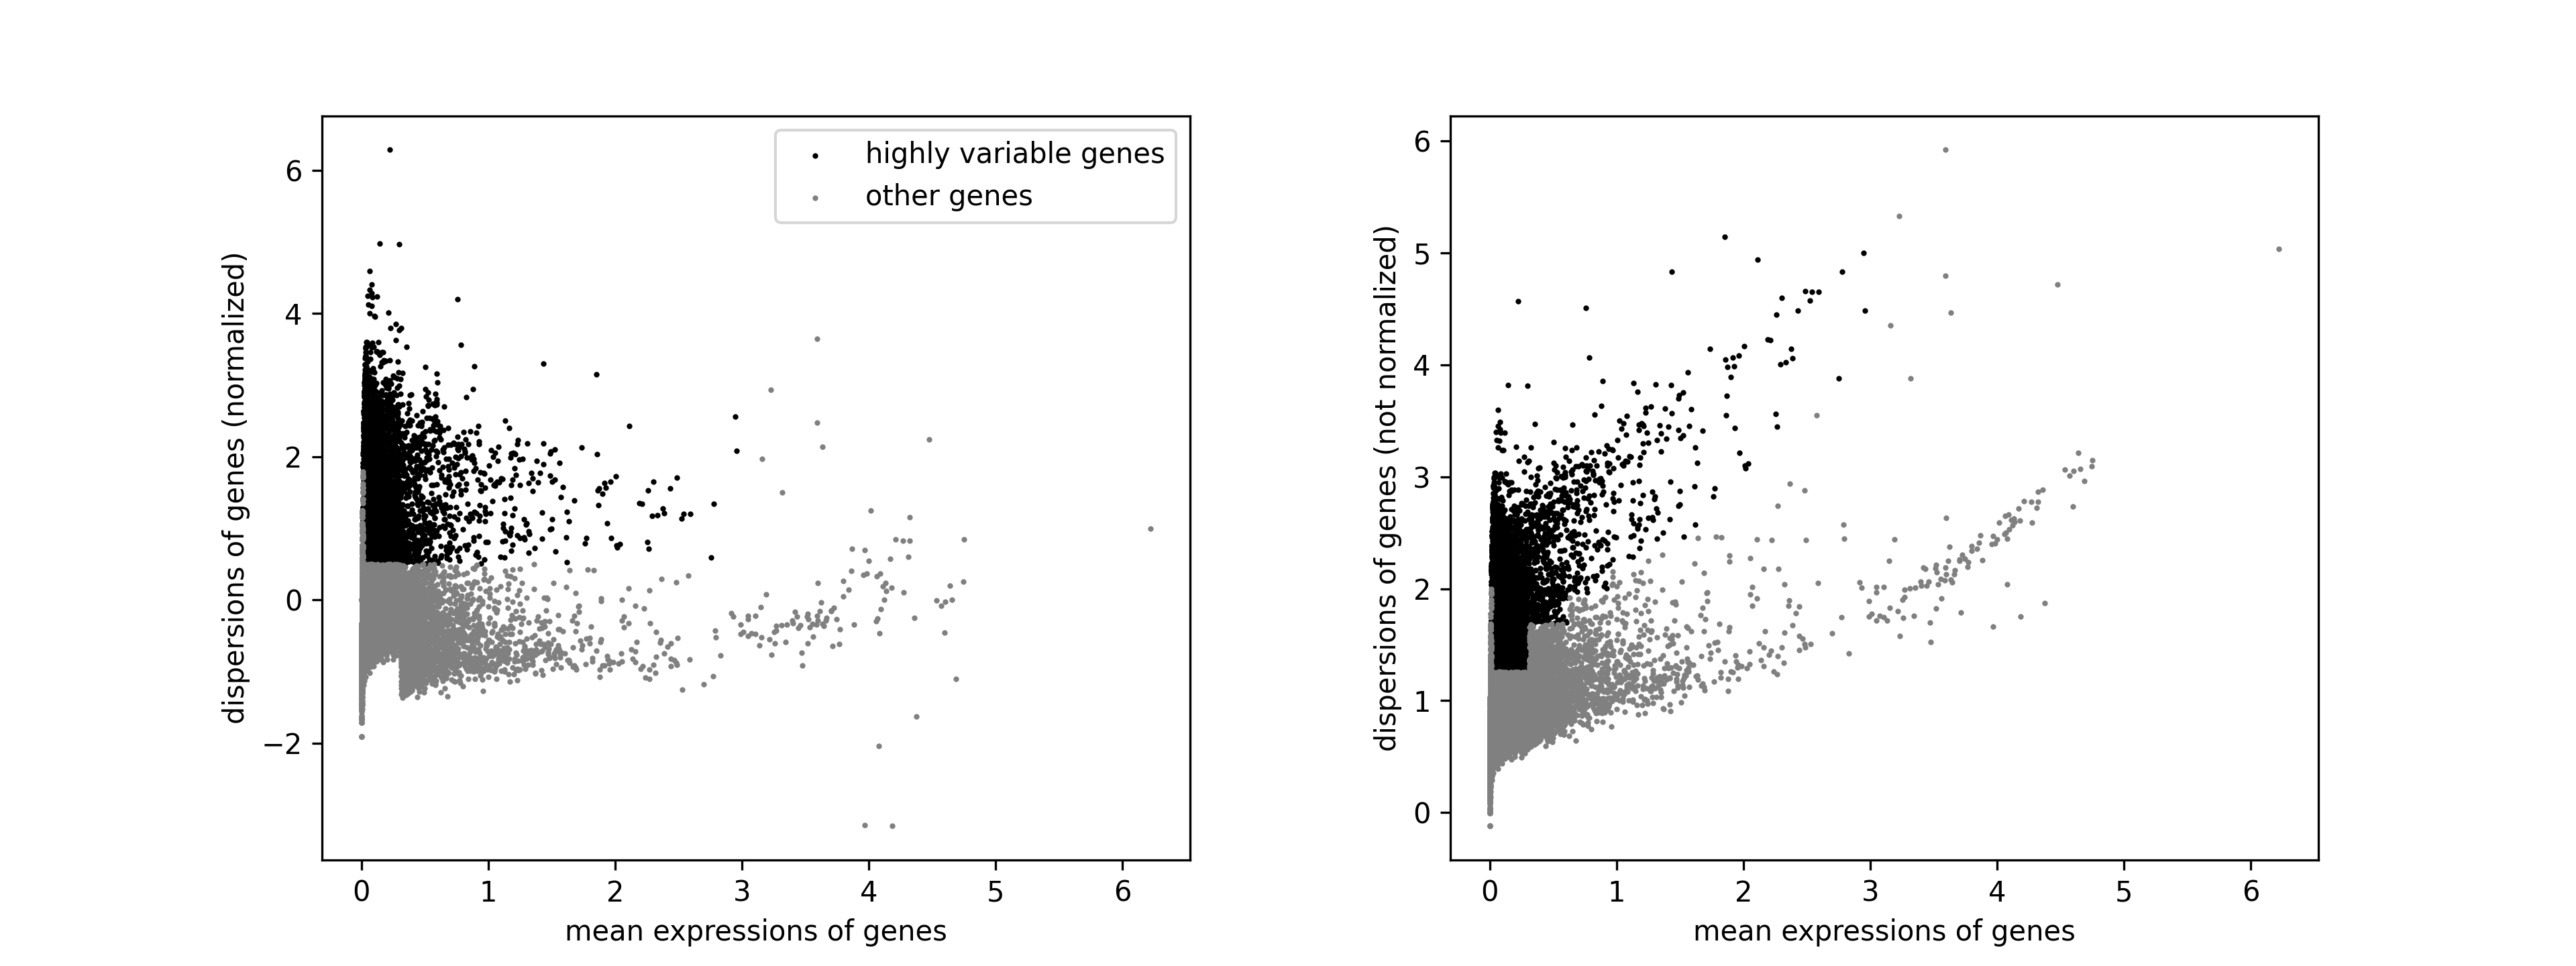 highly variable genes
other genes
dispersions of genes (normalized)
6
4
2
0
−2
0 1 2 3 4 5 6
mean expressions of genes
dispersions of genes (not normalized)
6
5
4
3
2
1
0
0 1 2 3 4 5 6
mean expressions of genes